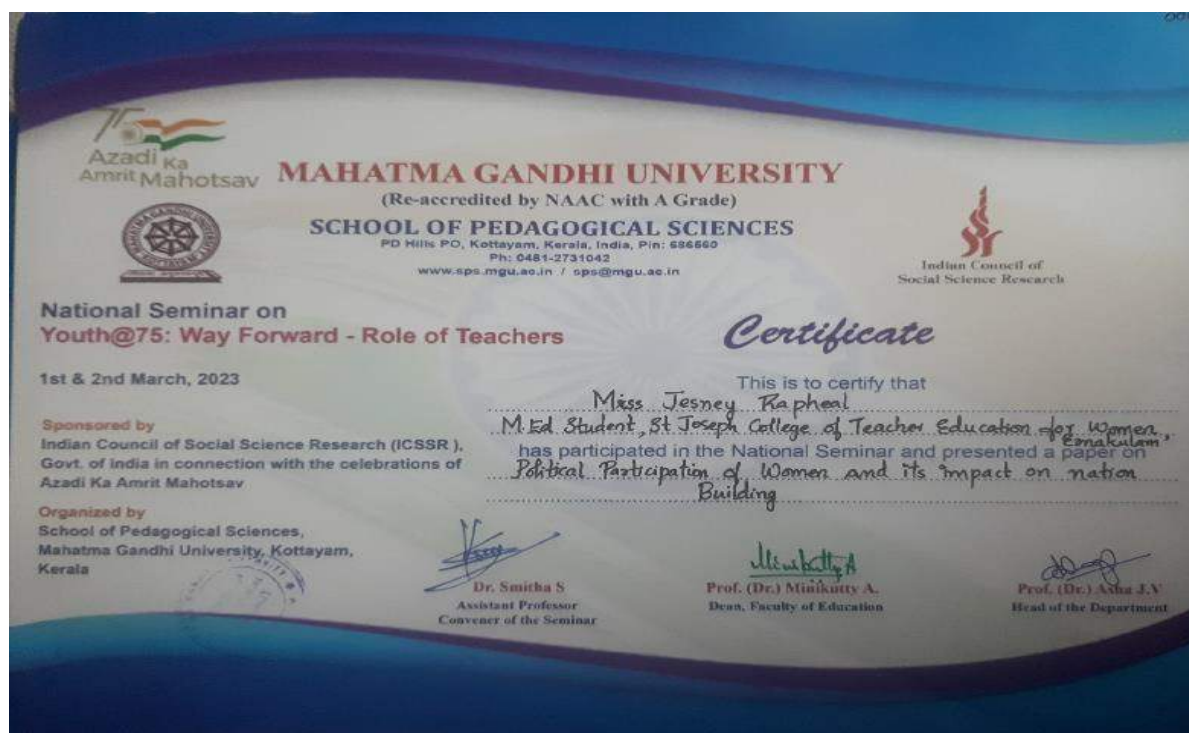 75
Azadi Ka
Amrit Mahotsav
MAHATMA GANDHI UNIVERSITY
(Re-accredited by NAAC with A Grade)
SCHOOL OF PEDAGOGICAL SCIENCES
PD Hills PO, Kottayam, Kerala, India, Pin: 686560
Ph: 0481-2731042
www.sps.mgu.ac.in / sps@mgu.ac.in
Indian Council of
Social Science Research
National Seminar on
Youth@75: Way Forward - Role of Teachers
1st & 2nd March, 2023
Sponsored by
Indian Council of Social Science Research (ICSSR ),
Govt. of India in connection with the celebrations of
Azadi Ka Amrit Mahotsav
Organized by
School of Pedagogical Sciences,
Mahatma Gandhi University, Kottayam,
Kerala
Certificate
This is to certify that
Miss Jesney Rapheal
M.Ed Student, St Joseph College of Teacher Education for Women,
Ernakulam
has participated in the National Seminar and presented a paper on
Political Participation of Women and its impact on nation
Building
Dr. Smitha S
Assistant Professor
Convener of the Seminar
Minikutty A
Prof. (Dr.) Minikutty A.
Dean, Faculty of Education
Prof. (Dr.) Asha J.V
Head of the Department